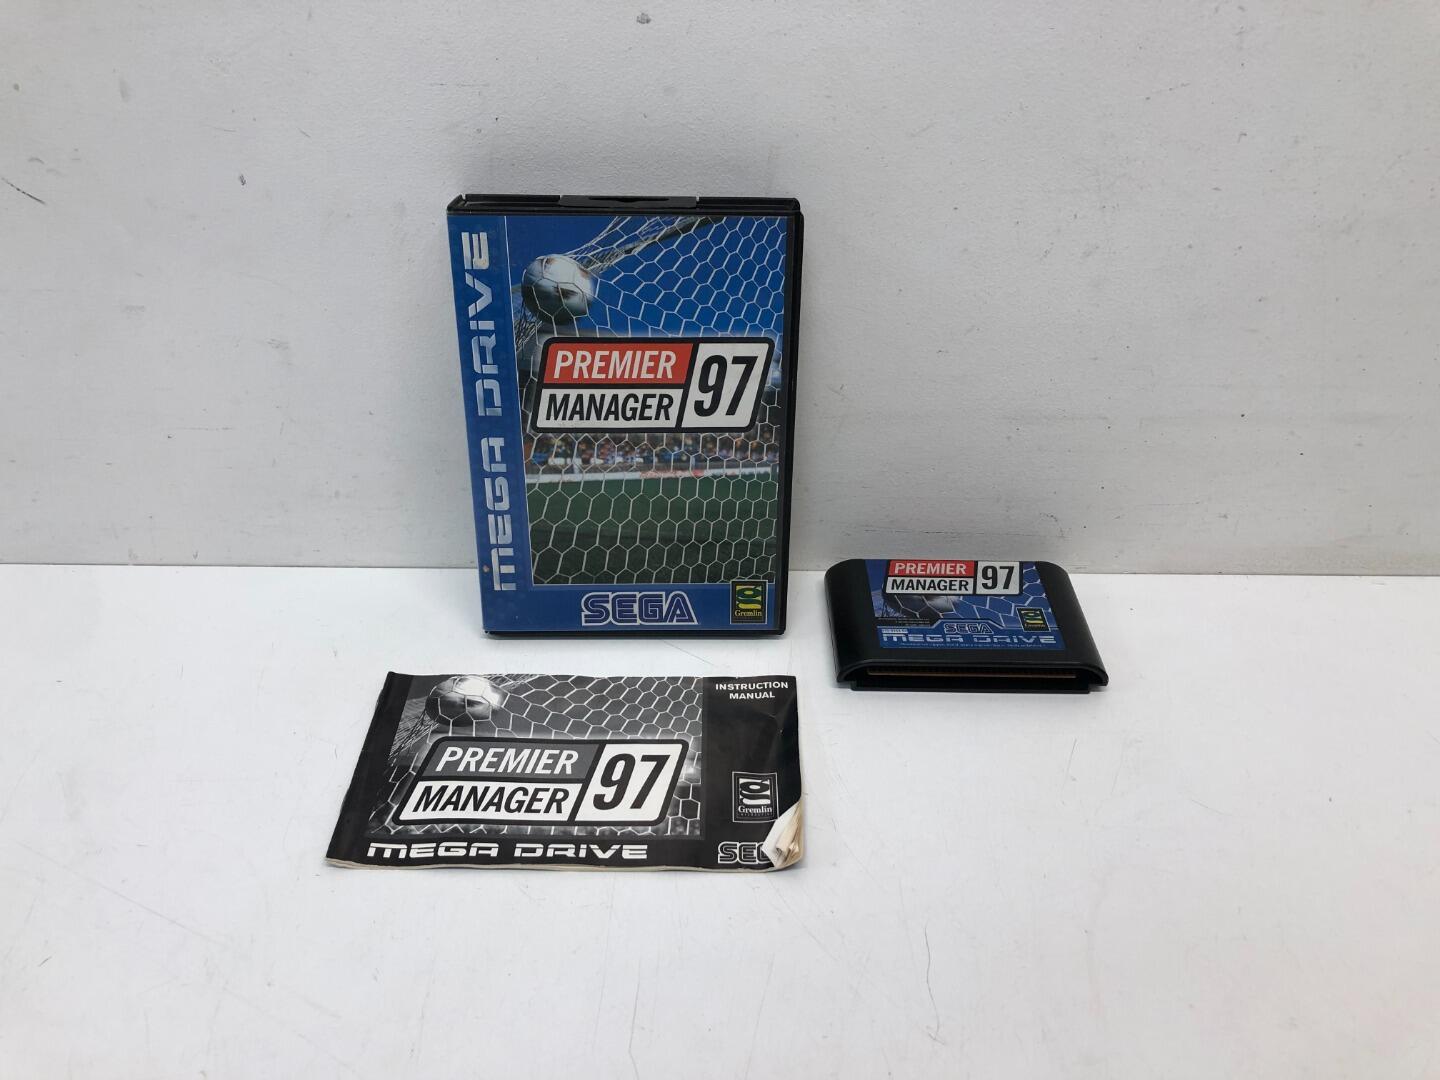 MEGA DRIVE
PREMIER
MANAGER
97
SEGA
Gremlin
PREMIER
MANAGER
97
SEGA
MEGA DRIVE
INSTRUCTION
MANUAL
PREMIER
MANAGER
97
Gremlin
MEGA DRIVE
SEG